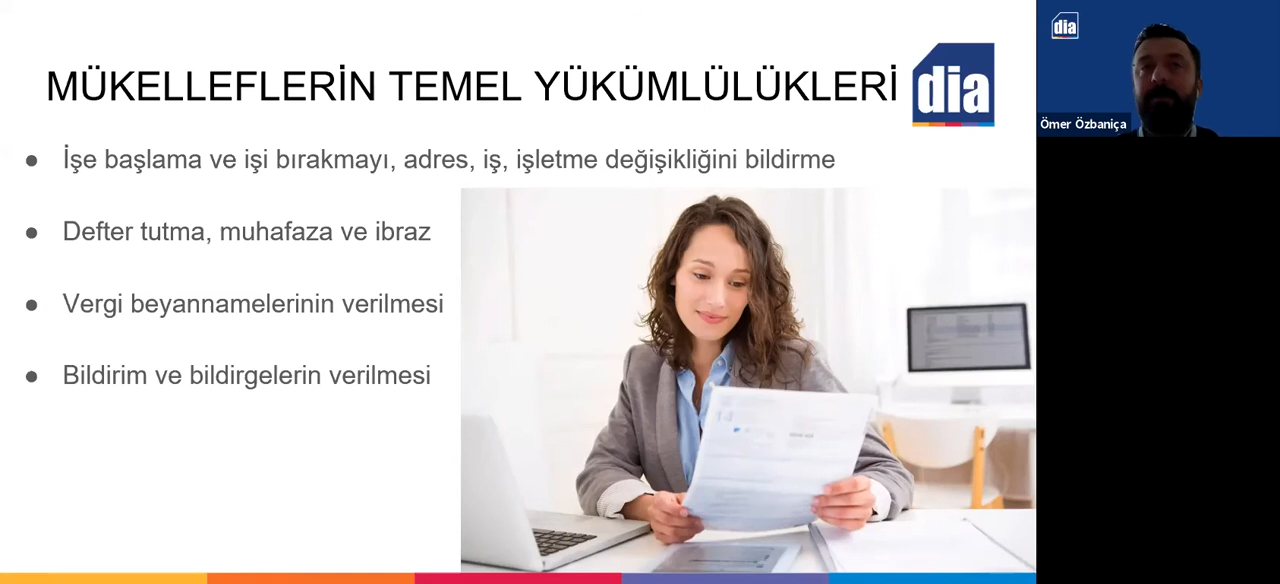 MÜKELLEFLERİN TEMEL YÜKÜMLÜLÜKLERİ
dia
● İşe başlama ve işi bırakmayı, adres, iş, işletme değişikliğini bildirme
● Defter tutma, muhafaza ve ibraz
● Vergi beyannamelerinin verilmesi
● Bildirim ve bildirgelerin verilmesi
dia
Ömer Özbaniça